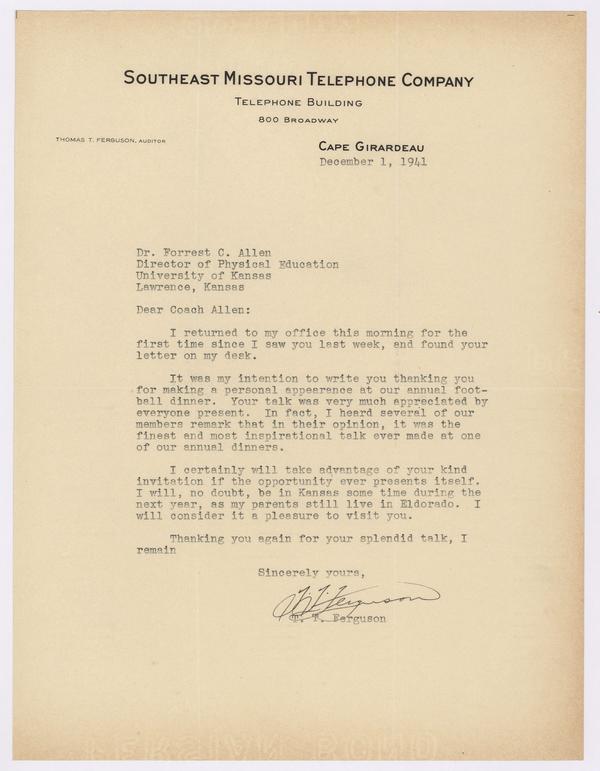 SOUTHEAST MISSOURI TELEPHONE COMPANY
TELEPHONE BUILDING
800 BROADWAY
THOMAS T. FERGUSON, AUDITOR
CAPE GIRARDEAU
December 1, 1941
Dr. Forrest C. Allen
Director of Physical Education
University of Kansas
Lawrence, Kansas
Dear Coach Allen:
I returned to my office this morning for the
first time since I saw you last week, and found your
letter on my desk.
It was my intention to write you thanking you
for making a personal appearance at our annual foot-
ball dinner. Your talk was very much appreciated by
everyone present. In fact, I heard several of our
members remark that in their opinion, it was the
finest and most inspirational talk ever made at one
of our annual dinners.
I certainly will take advantage of your kind
invitation if the opportunity ever presents itself.
I will, no doubt, be in Kansas some time during the
next year, as my parents still live in Eldorado. I
will consider it a pleasure to visit you.
Thanking you again for your splendid talk, I
remain
Sincerely yours,
T. T. Ferguson
T. T. Ferguson
BOND